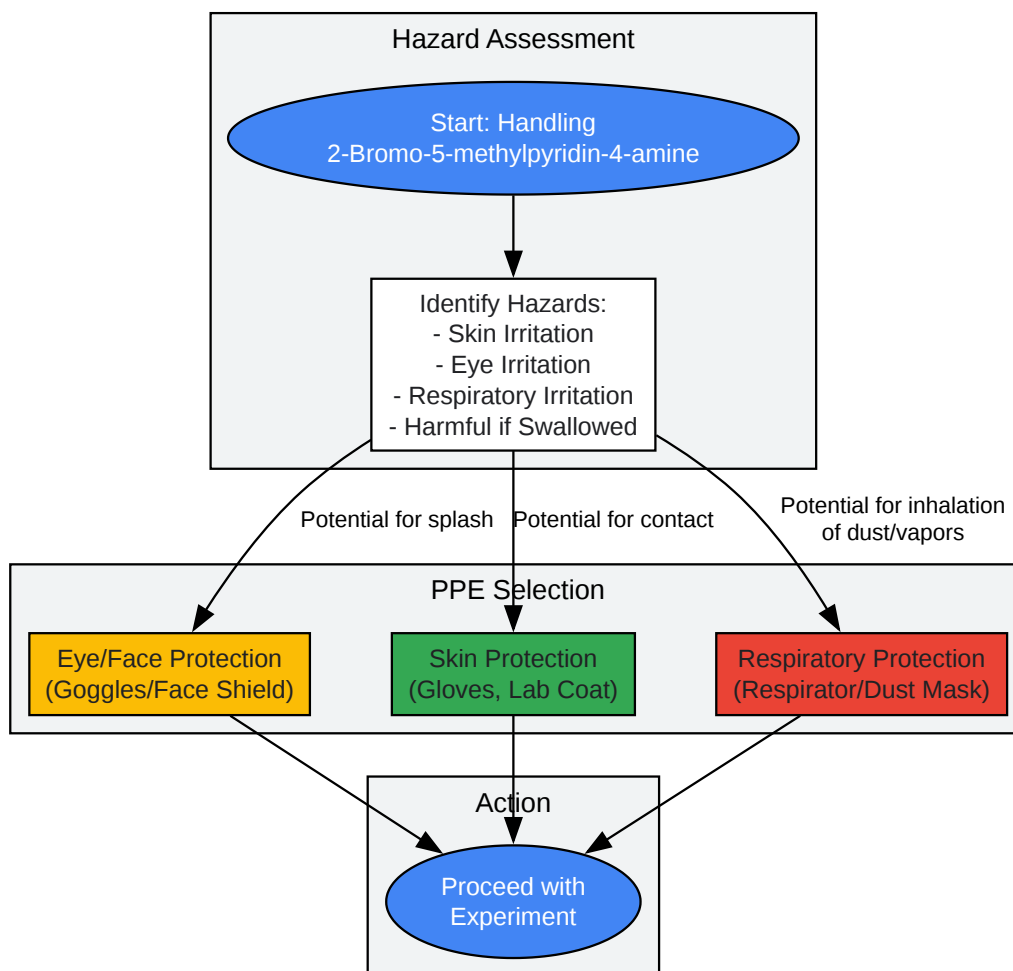 Hazard Assessment
Start: Handling
2-Bromo-5-methylpyridin-4-amine
Identify Hazards:
- Skin Irritation
- Eye Irritation
- Respiratory Irritation
- Harmful if Swallowed
Potential for splash
Potential for contact
Potential for inhalation
of dust/vapors
PPE Selection
Eye/Face Protection
(Goggles/Face Shield)
Skin Protection
(Gloves, Lab Coat)
Respiratory Protection
(Respirator/Dust Mask)
Action
Proceed with
Experiment